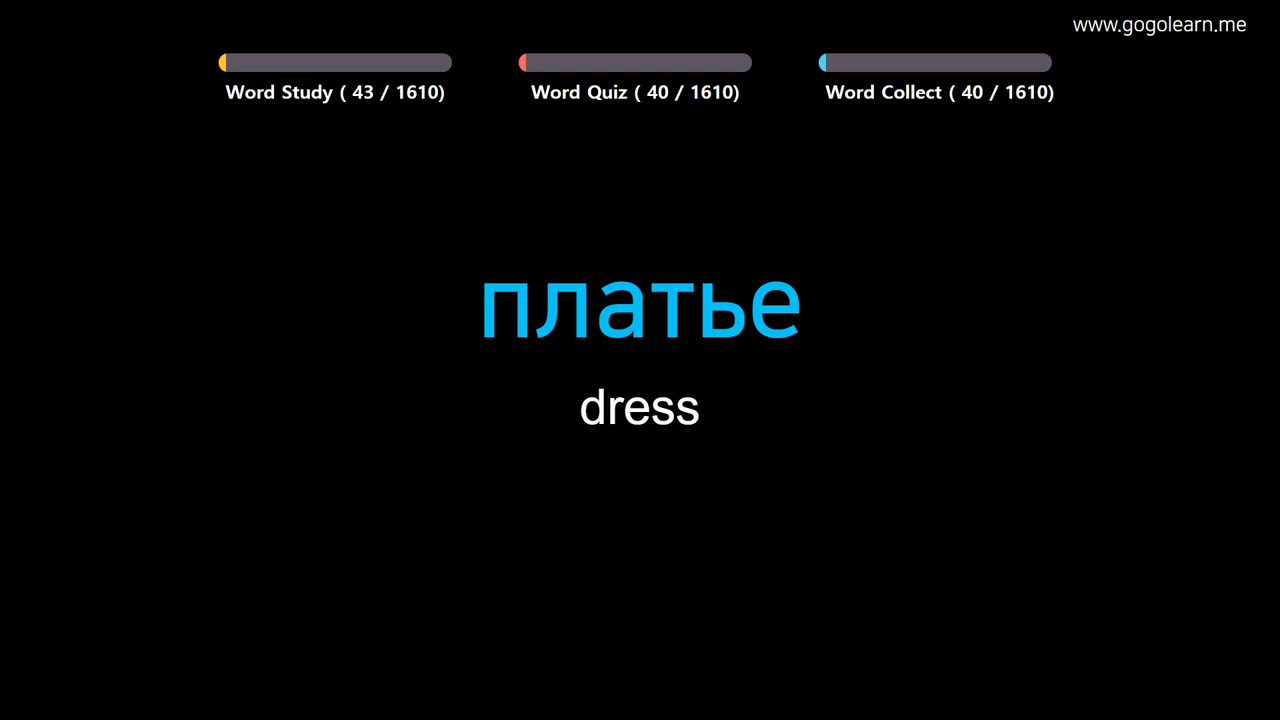 www.gogolearn.me
Word Study ( 43 / 1610)
Word Quiz ( 40 / 1610)
Word Collect ( 40 / 1610)
платье
dress